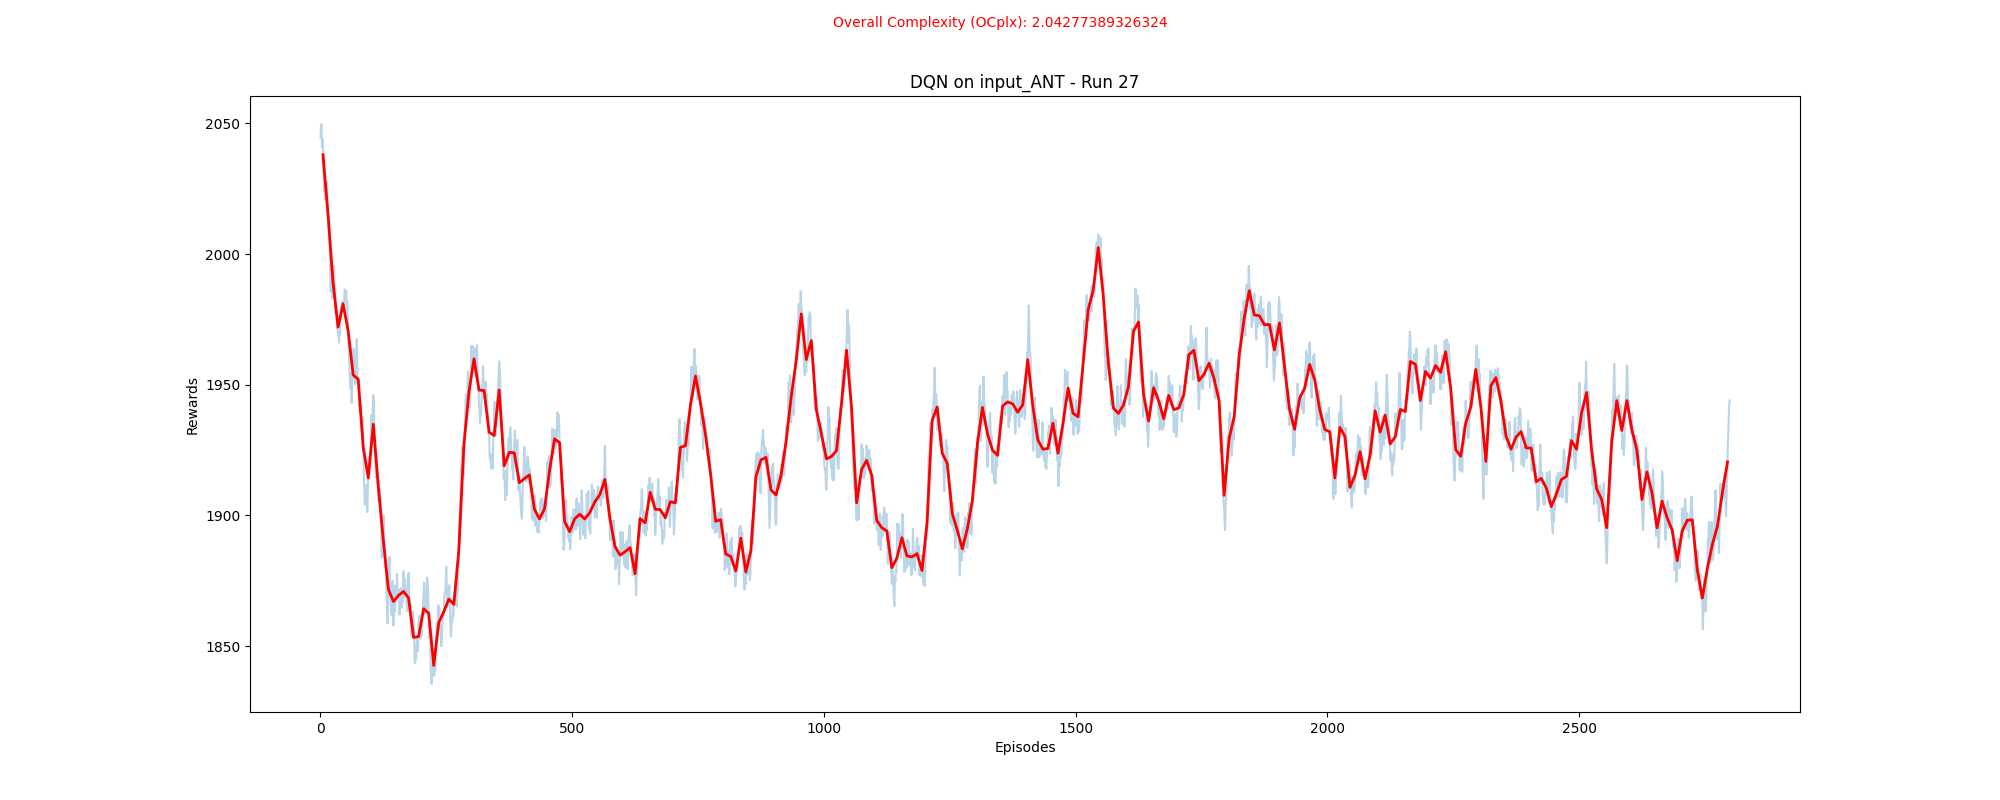 Overall Complexity (OCplx): 2.04277389326324
DQN on input_ANT - Run 27
2050
2000
1950
1900
1850
Rewards
0 500 1000 1500 2000 2500
Episodes